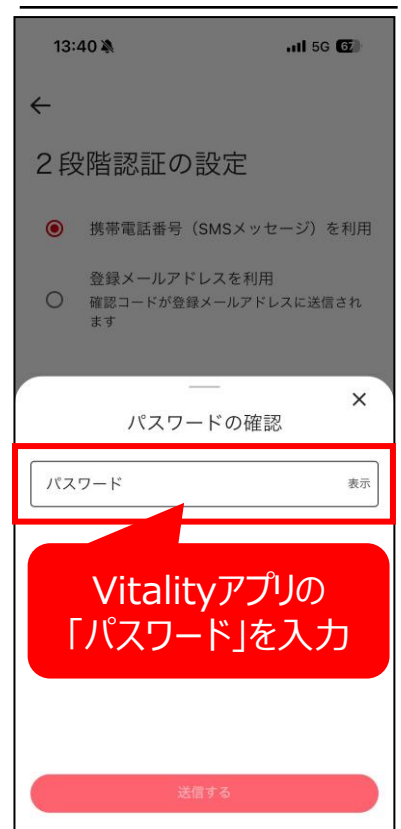 13:40
5G 67
2段階認証の設定
携帯電話番号（SMSメッセージ）を利用
登録メールアドレスを利用
確認コードが登録メールアドレスに送信され
ます
パスワードの確認
パスワード 表示
Vitalityアプリの
「パスワード」を入力
送信する